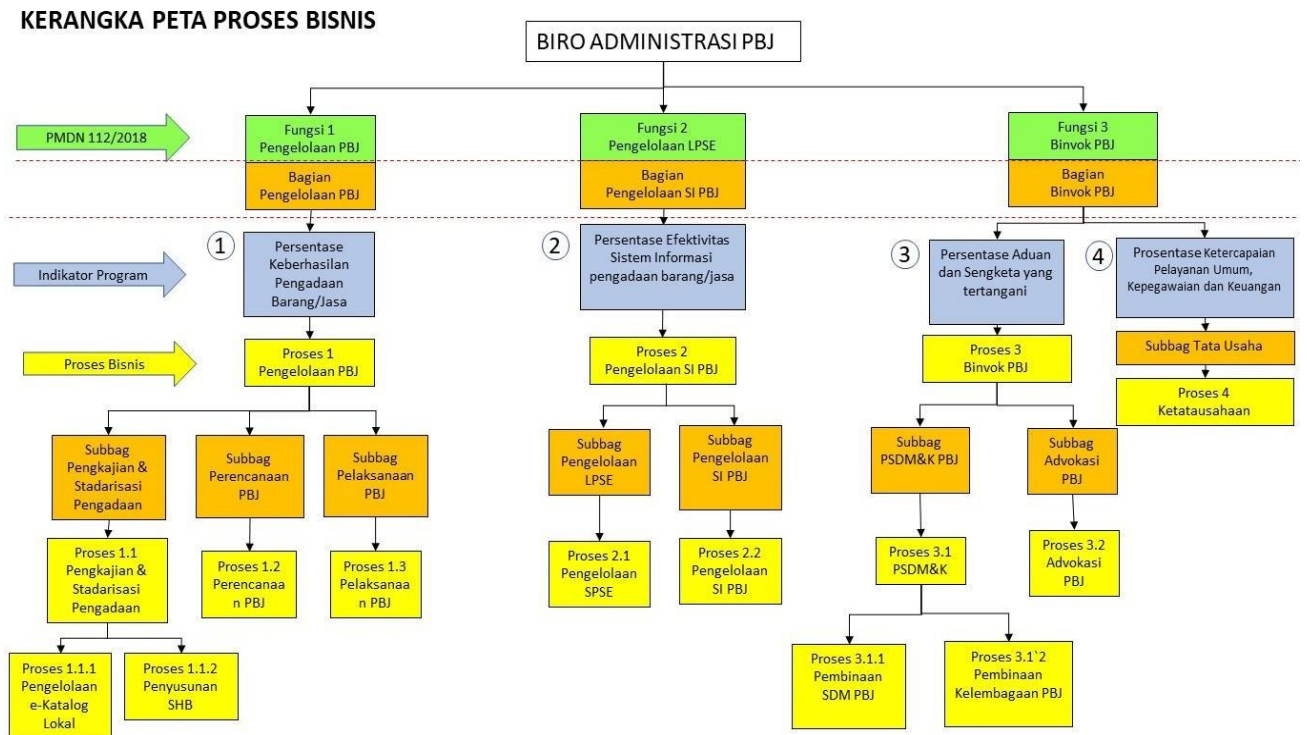 KERANGKA PETA PROSES BISNIS
BIRO ADMINISTRASI PBJ
PMDN 112/2018
Fungsi 1
Pengelolaan PBJ
Fungsi 2
Pengelolaan LPSE
Fungsi 3
Binvok PBJ
Bagian
Pengelolaan PBJ
Bagian
Pengelolaan SI PBJ
Bagian
Binvok PBJ
Indikator Program
1
Persentase
Keberhasilan
Pengadaan
Barang/Jasa
2
Persentase Efektivitas
Sistem Informasi
pengadaan barang/jasa
3
Persentase Aduan
dan Sengketa yang
tertangani
4
Prosentase Ketercapaian
Pelayanan Umum,
Kepegawaian dan Keuangan
Proses Bisnis
Proses 1
Pengelolaan PBJ
Proses 2
Pengelolaan SI PBJ
Proses 3
Binvok PBJ
Subbag Tata Usaha
Proses 4
Ketatausahaan
Subbag
Pengkajian &
Stadarisasi
Pengadaan
Subbag
Perencanaan
PBJ
Subbag
Pelaksanaan
PBJ
Subbag
Pengelolaan
LPSE
Subbag
Pengelolaan
SI PBJ
Subbag
PSDM&K PBJ
Subbag
Advokasi
PBJ
Proses 1.1
Pengkajian &
Stadarisasi
Pengadaan
Proses 1.2
Perencanaa
n PBJ
Proses 1.3
Pelaksanaa
n PBJ
Proses 2.1
Pengelolaan
SPSE
Proses 2.2
Pengelolaan
SI PBJ
Proses 3.1
PSDM&K
Proses 3.2
Advokasi
PBJ
Proses 1.1.1
Pengelolaan
e-Katalog
Lokal
Proses 1.1.2
Penyusunan
SHB
Proses 3.1.1
Pembinaan
SDM PBJ
Proses 3.1`2
Pembinaan
Kelembagaan PBJ